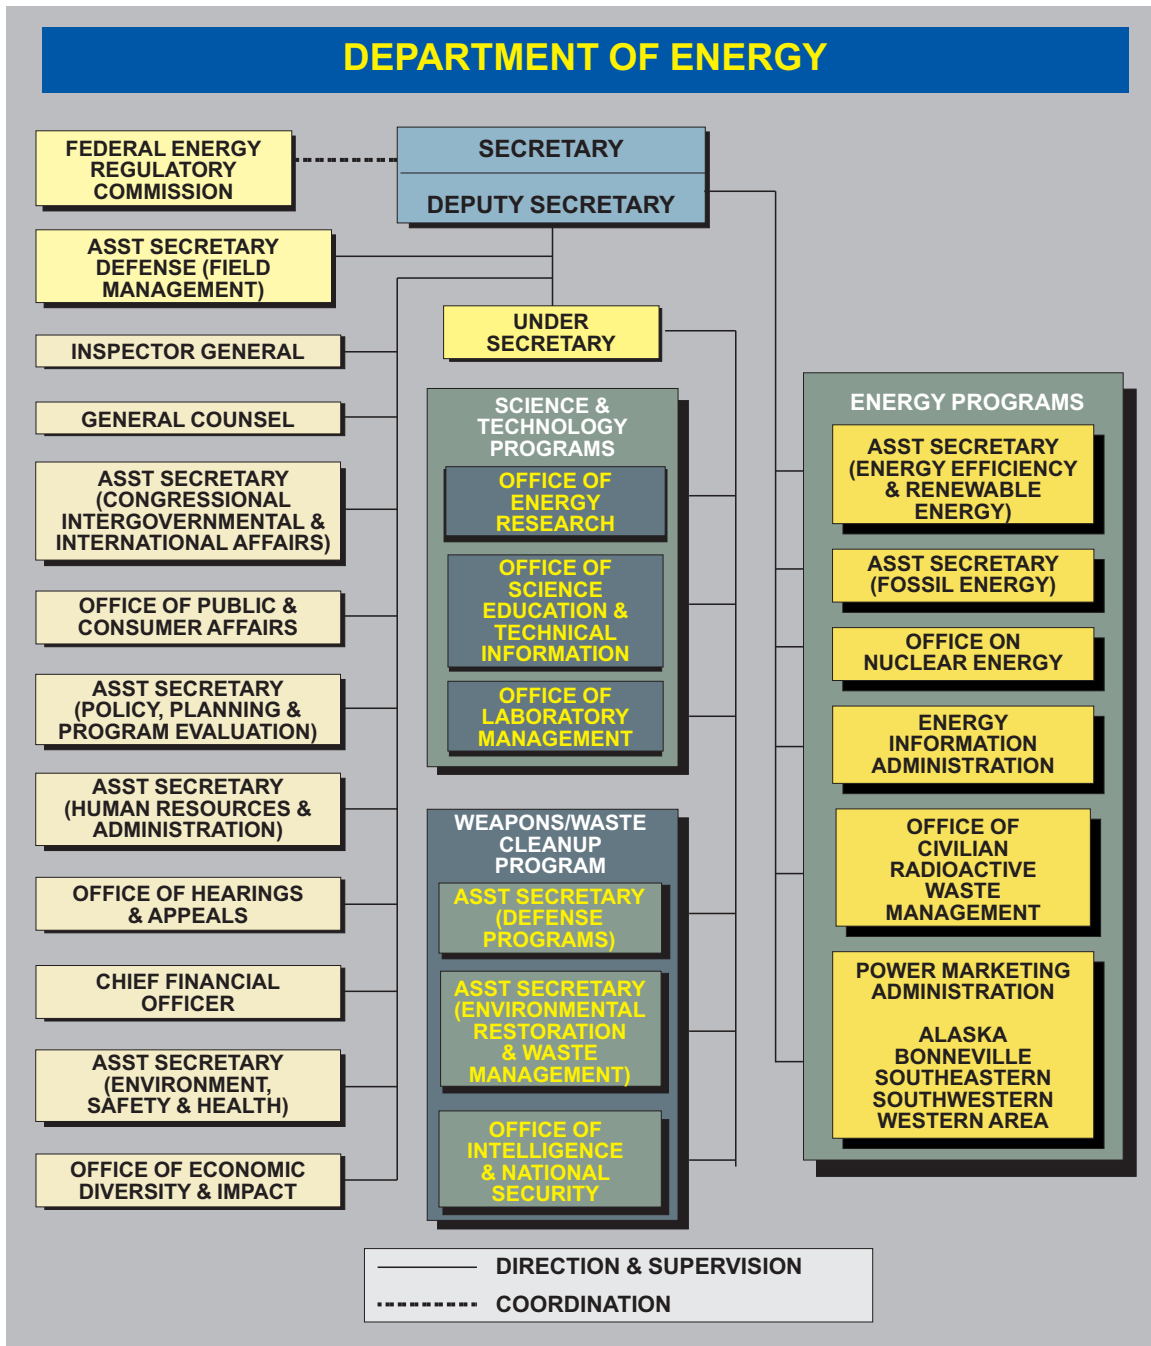 DEPARTMENT OF ENERGY
FEDERAL ENERGY
REGULATORY
COMMISSION
SECRETARY
DEPUTY SECRETARY
ASST SECRETARY
DEFENSE (FIELD
MANAGEMENT)
INSPECTOR GENERAL
GENERAL COUNSEL
ASST SECRETARY
(CONGRESSIONAL
INTERGOVERNMENTAL &
INTERNATIONAL AFFAIRS)
OFFICE OF PUBLIC &
CONSUMER AFFAIRS
ASST SECRETARY
(POLICY, PLANNING &
PROGRAM EVALUATION)
ASST SECRETARY
(HUMAN RESOURCES &
ADMINISTRATION)
OFFICE OF HEARINGS
& APPEALS
CHIEF FINANCIAL
OFFICER
ASST SECRETARY
(ENVIRONMENT,
SAFETY & HEALTH)
OFFICE OF ECONOMIC
DIVERSITY & IMPACT
UNDER
SECRETARY
SCIENCE &
TECHNOLOGY
PROGRAMS
OFFICE OF
ENERGY
RESEARCH
OFFICE OF
SCIENCE
EDUCATION &
TECHNICAL
INFORMATION
OFFICE OF
LABORATORY
MANAGEMENT
WEAPONS/WASTE
CLEANUP
PROGRAM
ASST SECRETARY
(DEFENSE
PROGRAMS)
ASST SECRETARY
(ENVIRONMENTAL
RESTORATION
& WASTE
MANAGEMENT)
OFFICE OF
INTELLIGENCE
& NATIONAL
SECURITY
ENERGY PROGRAMS
ASST SECRETARY
(ENERGY EFFICIENCY
& RENEWABLE
ENERGY)
ASST SECRETARY
(FOSSIL ENERGY)
OFFICE ON
NUCLEAR ENERGY
ENERGY
INFORMATION
ADMINISTRATION
OFFICE OF
CIVILIAN
RADIOACTIVE
WASTE
MANAGEMENT
POWER MARKETING
ADMINISTRATION
ALASKA
BONNEVILLE
SOUTHEASTERN
SOUTHWESTERN
WESTERN AREA
DIRECTION & SUPERVISION
COORDINATION